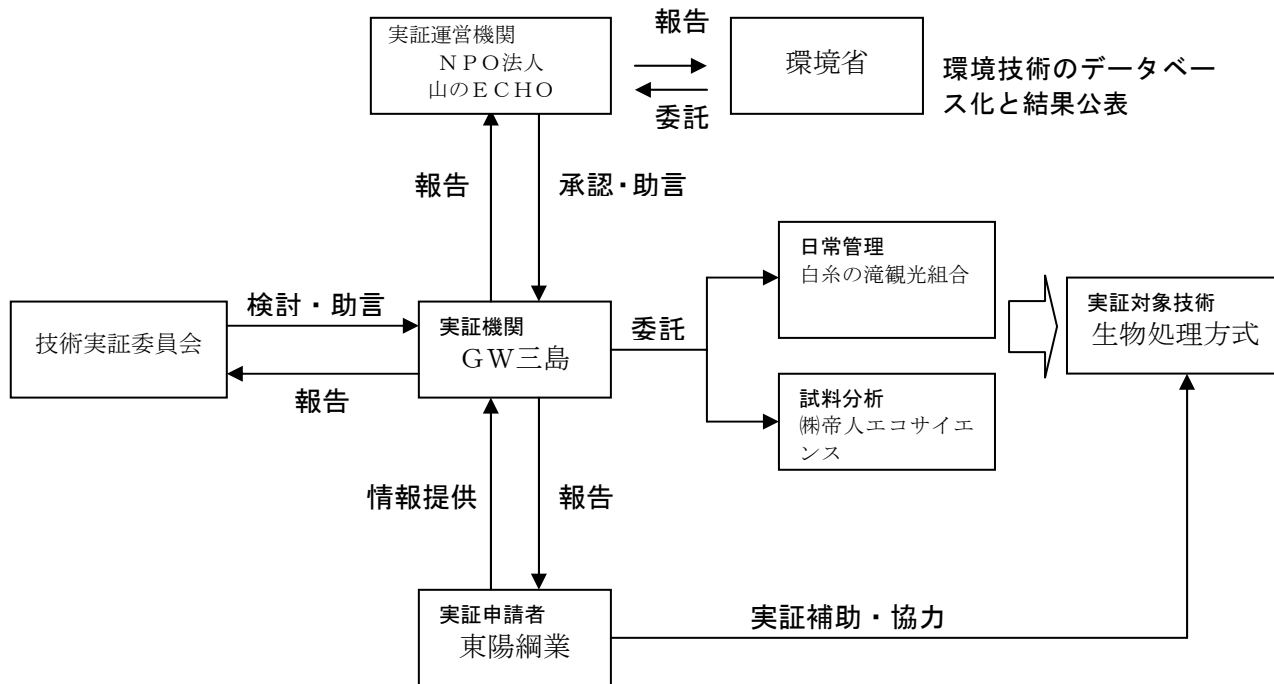 実証運営機関
ＮＰＯ法人
山のＥＣＨＯ
報告
委託
環境省
環境技術のデータベー
ス化と結果公表
報告
承認・助言
技術実証委員会
検討・助言
報告
実証機関
ＧＷ三島
委託
日常管理
白糸の滝観光組合
試料分析
㈱帝人エコサイエ
ンス
実証対象技術
生物処理方式
情報提供
報告
実証申請者
東陽綱業
実証補助・協力